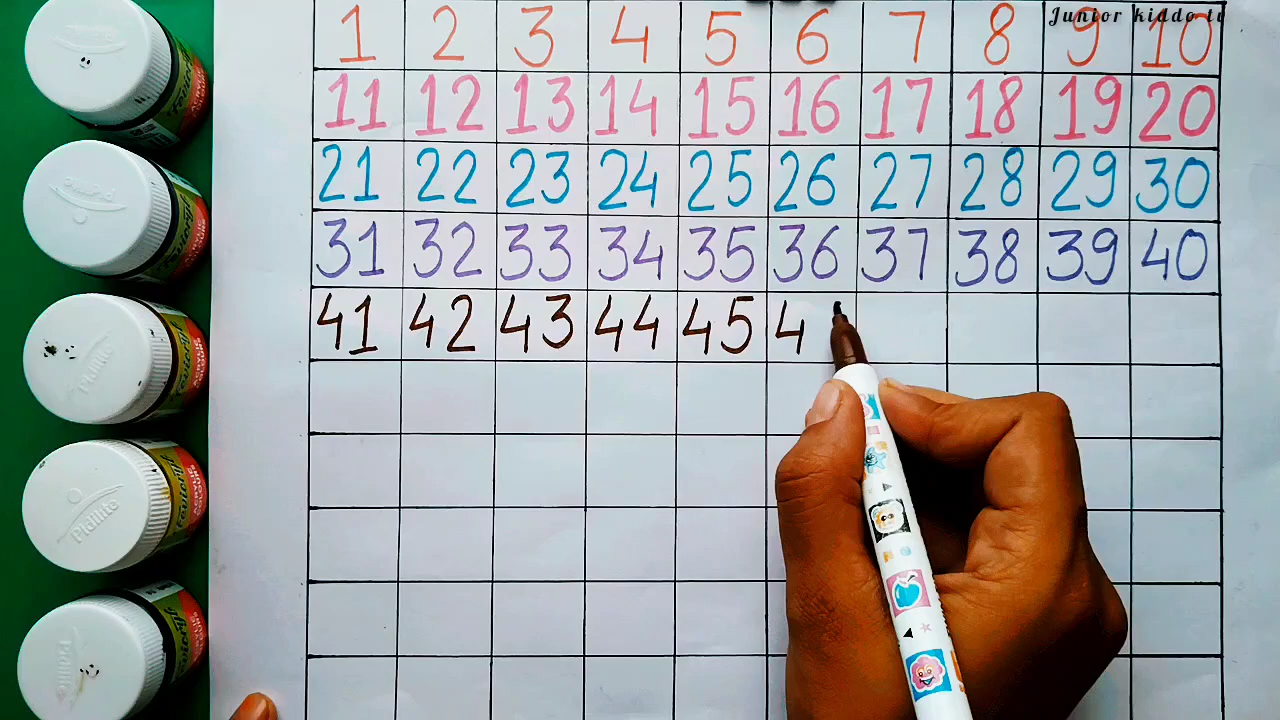 Junior kiddo tv
1 2 3 4 5 6 7 8 9 10
11 12 13 14 15 16 17 18 19 20
21 22 23 24 25 26 27 28 29 30
31 32 33 34 35 36 37 38 39 40
41 42 43 44 45 4
Pidilite